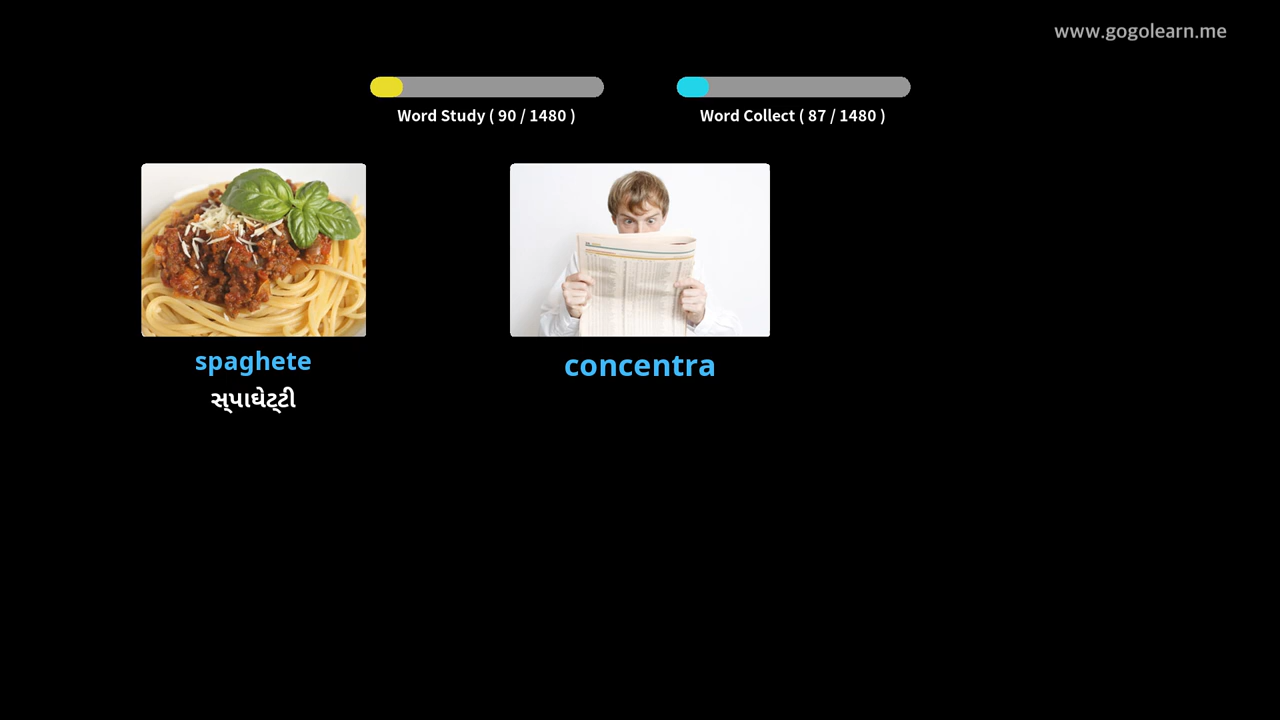 www.gogolearn.me
Word Study ( 90 / 1480 )
Word Collect ( 87 / 1480 )
spaghete
concentra
સ્પાઘેટ્ટી